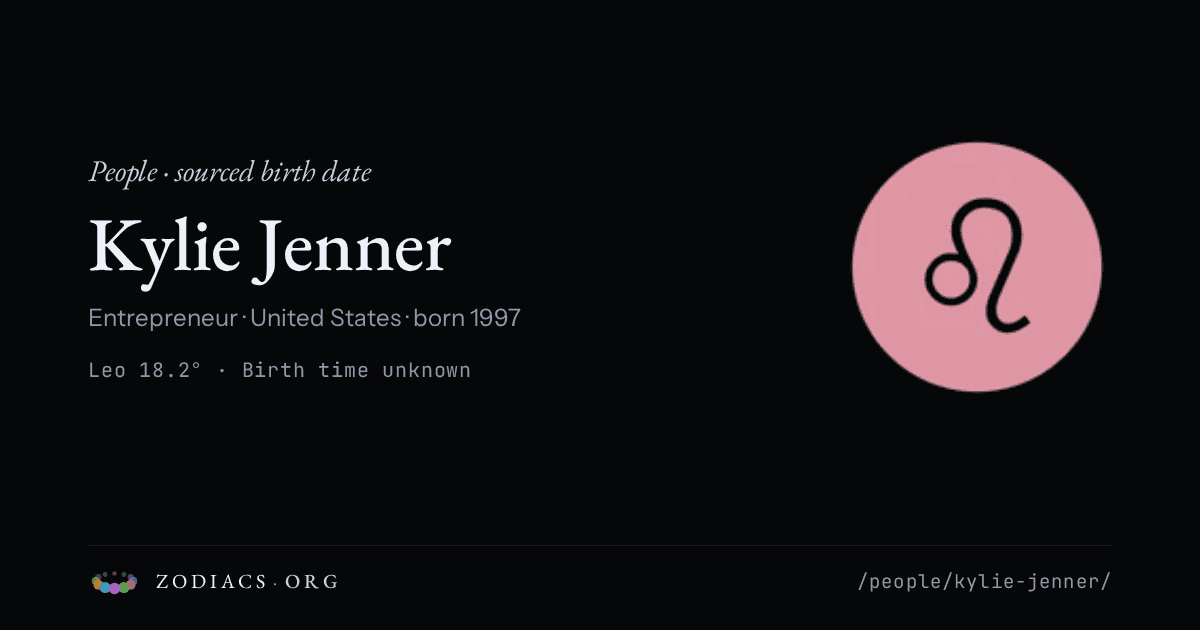 People · sourced birth date
Kylie Jenner
Entrepreneur · United States · born 1997
Leo 18.2° · Birth time unknown
♌
ZODIACS · ORG
/people/kylie-jenner/